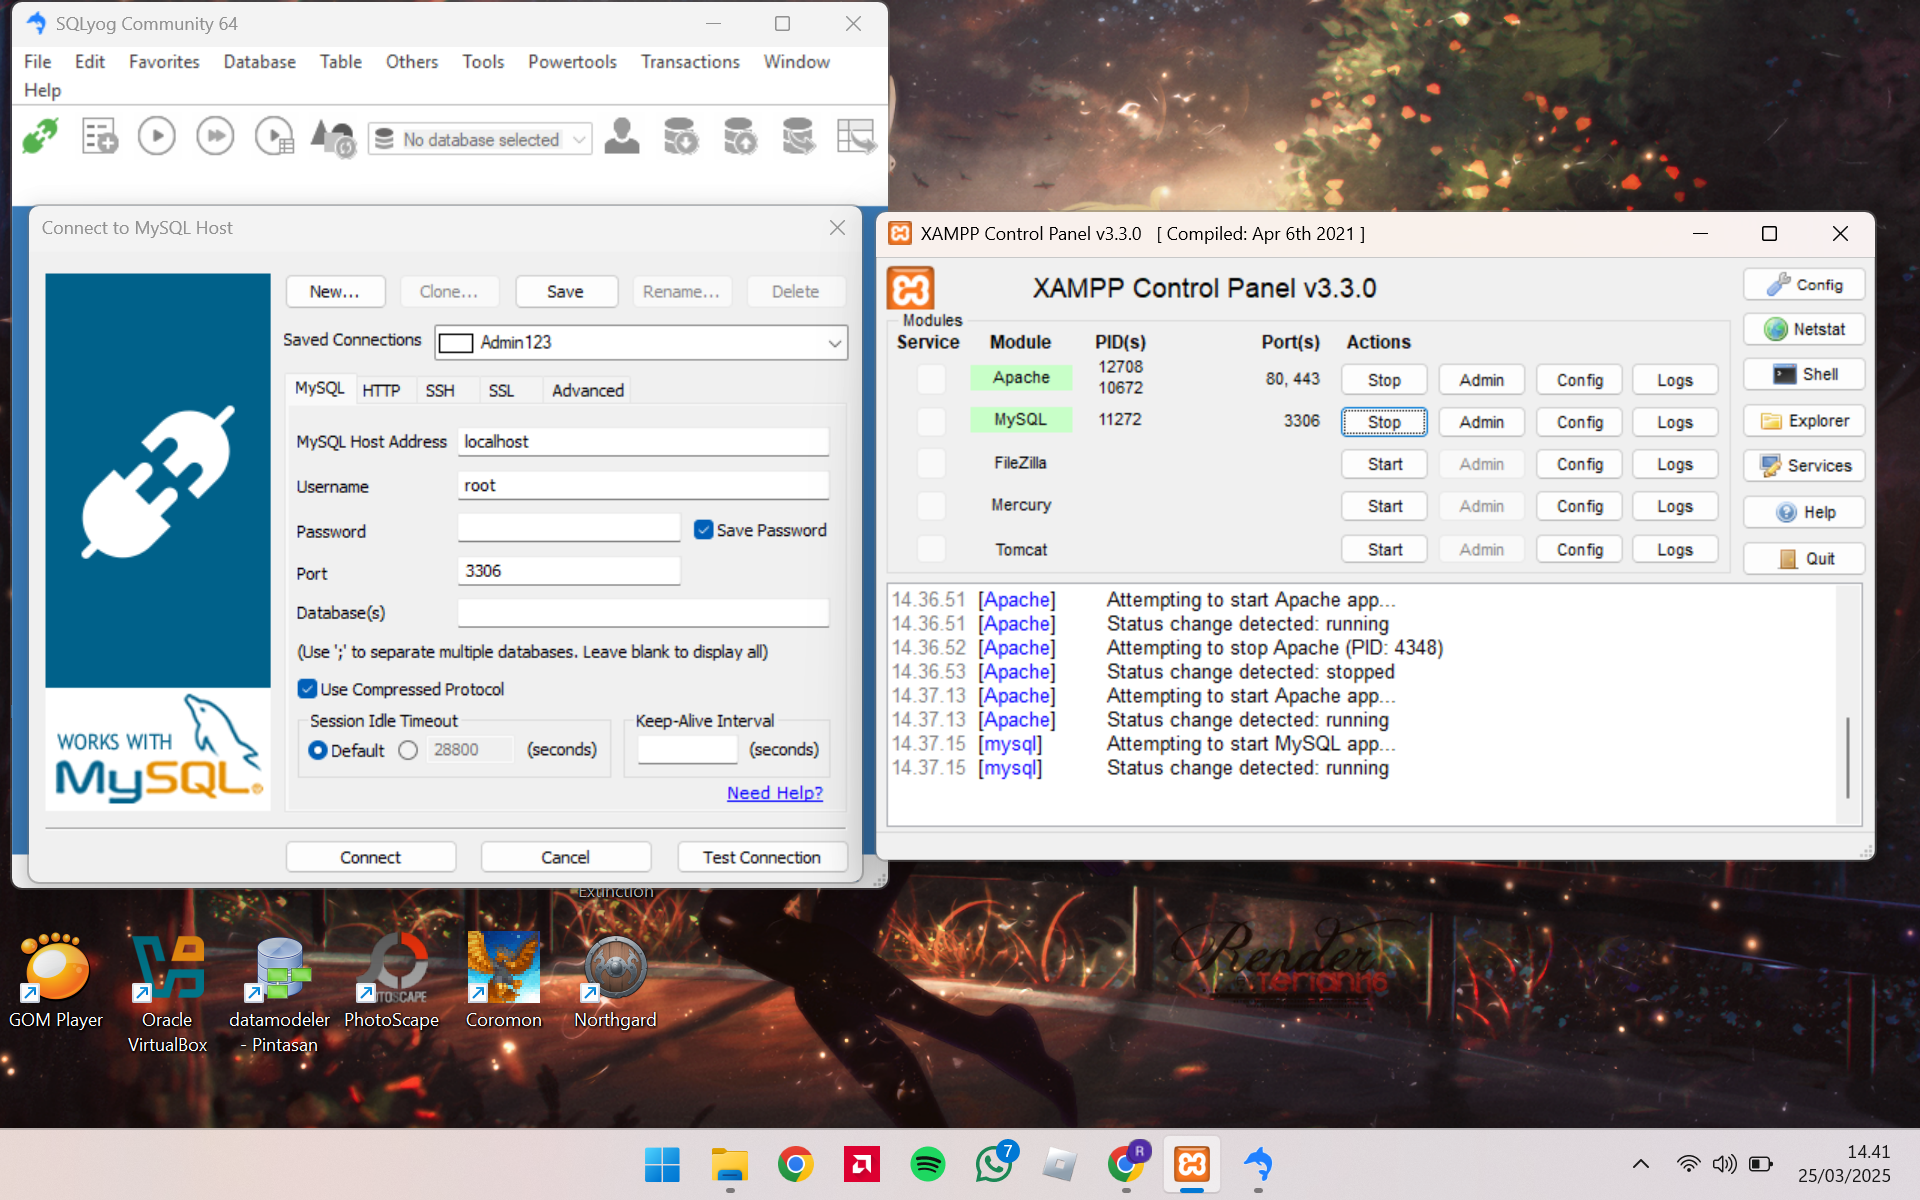 SQLyog Community 64
File Edit Favorites Database Table Others Tools Powertools Transactions Window
Help
No database selected
Connect to MySQL Host
New... Clone... Save Rename... Delete
Saved Connections Admin123
MySQL HTTP SSH SSL Advanced
MySQL Host Address localhost
Username root
Password Save Password
Port 3306
Database(s)
(Use ';' to separate multiple databases. Leave blank to display all)
Use Compressed Protocol
Session Idle Timeout Keep-Alive Interval
Default 28800 (seconds) (seconds)
Need Help?
WORKS WITH
MySQL®
Connect Cancel Test Connection
XAMPP Control Panel v3.3.0 [ Compiled: Apr 6th 2021 ]
XAMPP Control Panel v3.3.0
Config
Netstat
Shell
Explorer
Services
Help
Quit
Modules
Service Module PID(s) Port(s) Actions
Apache 12708 10672 80, 443 Stop Admin Config Logs
MySQL 11272 3306 Stop Admin Config Logs
FileZilla Start Admin Config Logs
Mercury Start Admin Config Logs
Tomcat Start Admin Config Logs
14.36.51 [Apache] Attempting to start Apache app...
14.36.51 [Apache] Status change detected: running
14.36.52 [Apache] Attempting to stop Apache (PID: 4348)
14.36.53 [Apache] Status change detected: stopped
14.37.13 [Apache] Attempting to start Apache app...
14.37.13 [Apache] Status change detected: running
14.37.15 [mysql] Attempting to start MySQL app...
14.37.15 [mysql] Status change detected: running
Extinction
Render
GOM Player
Oracle
VirtualBox
datamodeler
- Pintasan
PHOTOSCAPE
PhotoScape
Coromon
Northgard
7
R
14.41
25/03/2025